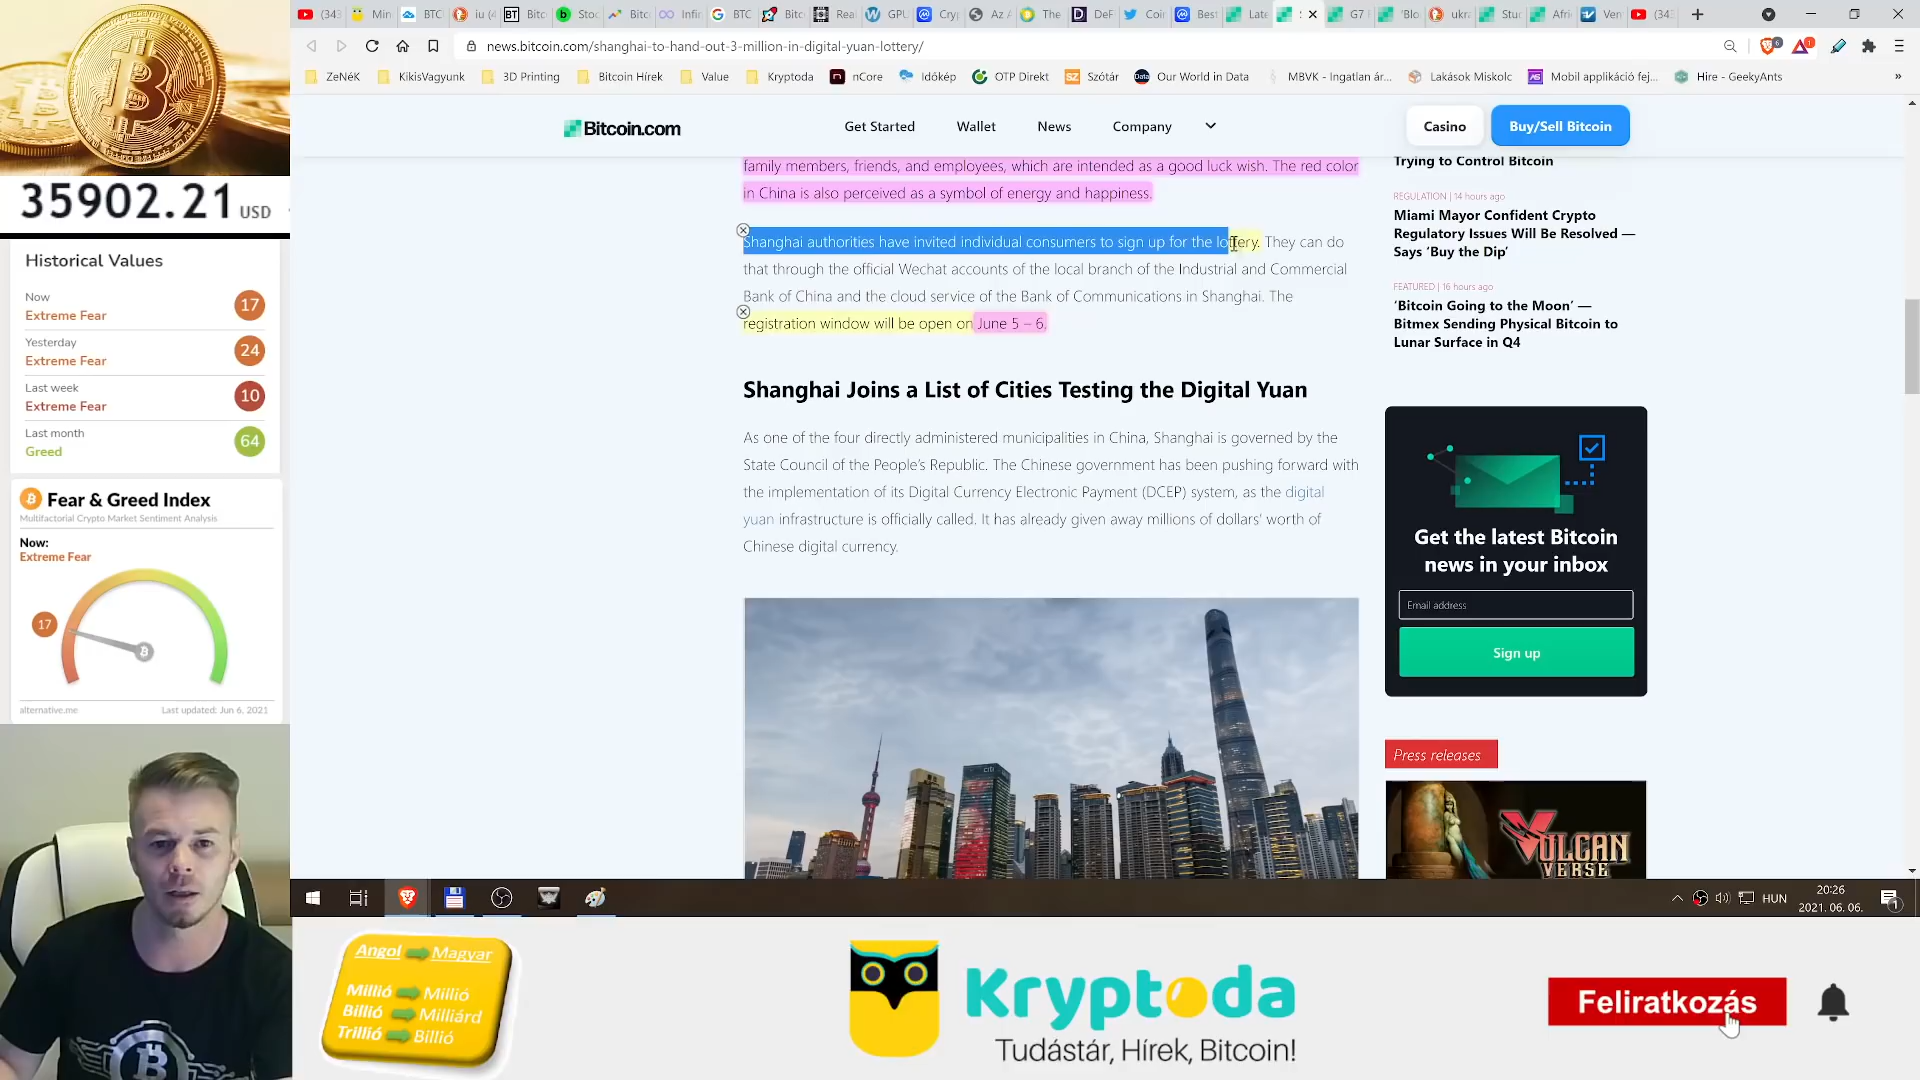 35902.21 USD
Historical Values
Now
Extreme Fear
17
Yesterday
Extreme Fear
24
Last week
Extreme Fear
10
Last month
Greed
64
Fear & Greed Index
Multifactorial Crypto Market Sentiment Analysis
Now:
Extreme Fear
17
alternative.me
Last updated: Jun 6, 2021
news.bitcoin.com/shanghai-to-hand-out-3-million-in-digital-yuan-lottery/
ZeNéK
KikisVagyunk
3D Printing
Bitcoin Hírek
Value
Kryptoda
nCore
Időkép
OTP Direkt
Szótár
Our World in Data
MBVK - Ingatlan ár...
Lakások Miskolc
Mobil applikáció fej...
Hire - GeekyAnts
Bitcoin.com
Get Started
Wallet
News
Company
Casino
Buy/Sell Bitcoin
family members, friends, and employees, which are intended as a good luck wish. The red color
in China is also perceived as a symbol of energy and happiness.
Shanghai authorities have invited individual consumers to sign up for the lottery. They can do
that through the official Wechat accounts of the local branch of the Industrial and Commercial
Bank of China and the cloud service of the Bank of Communications in Shanghai. The
registration window will be open on June 5 – 6.
Shanghai Joins a List of Cities Testing the Digital Yuan
As one of the four directly administered municipalities in China, Shanghai is governed by the
State Council of the People's Republic. The Chinese government has been pushing forward with
the implementation of its Digital Currency Electronic Payment (DCEP) system, as the digital
yuan infrastructure is officially called. It has already given away millions of dollars' worth of
Chinese digital currency.
Trying to Control Bitcoin
REGULATION | 14 hours ago
Miami Mayor Confident Crypto
Regulatory Issues Will Be Resolved —
Says ‘Buy the Dip’
FEATURED | 16 hours ago
‘Bitcoin Going to the Moon’ —
Bitmex Sending Physical Bitcoin to
Lunar Surface in Q4
Get the latest Bitcoin
news in your inbox
Email address
Sign up
Press releases
VULCAN
VERSE
HUN
20:26
2021. 06. 06.
Angol Magyar
Millió Millió
Billió Milliárd
Trillió Billió
Kryptoda
Tudástár, Hírek, Bitcoin!
Feliratkozás